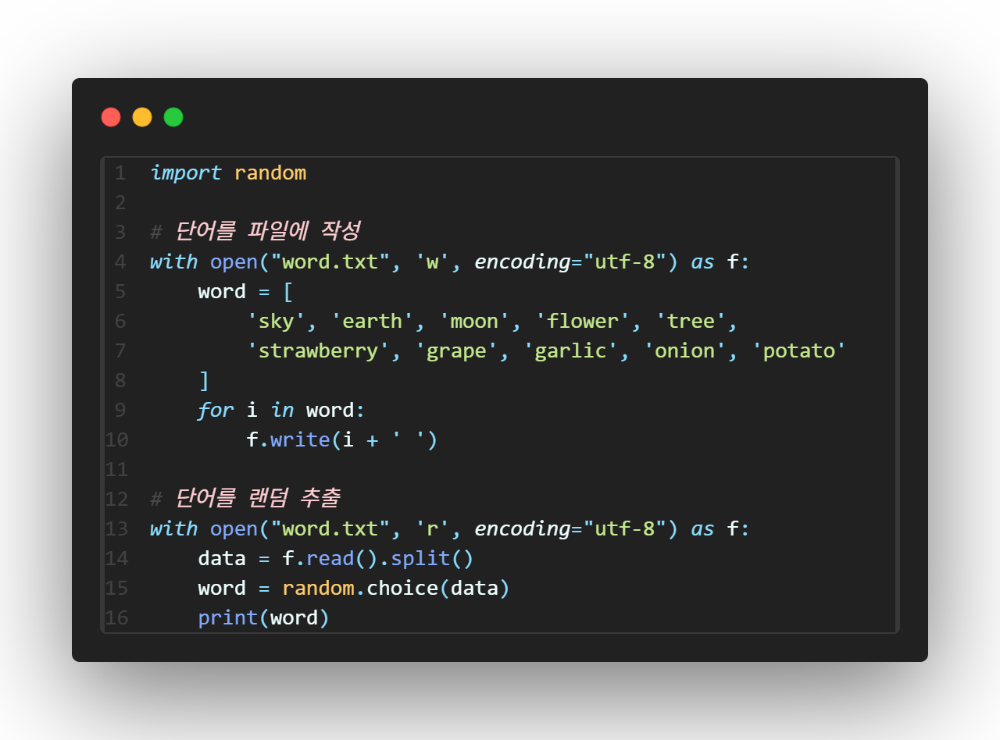 1 import random
2
3 # 단어를 파일에 작성
4 with open("word.txt", 'w', encoding="utf-8") as f:
5     word = [
6         'sky', 'earth', 'moon', 'flower', 'tree',
7         'strawberry', 'grape', 'garlic', 'onion', 'potato'
8     ]
9     for i in word:
10         f.write(i + ' ')
11
12 # 단어를 랜덤 추출
13 with open("word.txt", 'r', encoding="utf-8") as f:
14     data = f.read().split()
15     word = random.choice(data)
16     print(word)